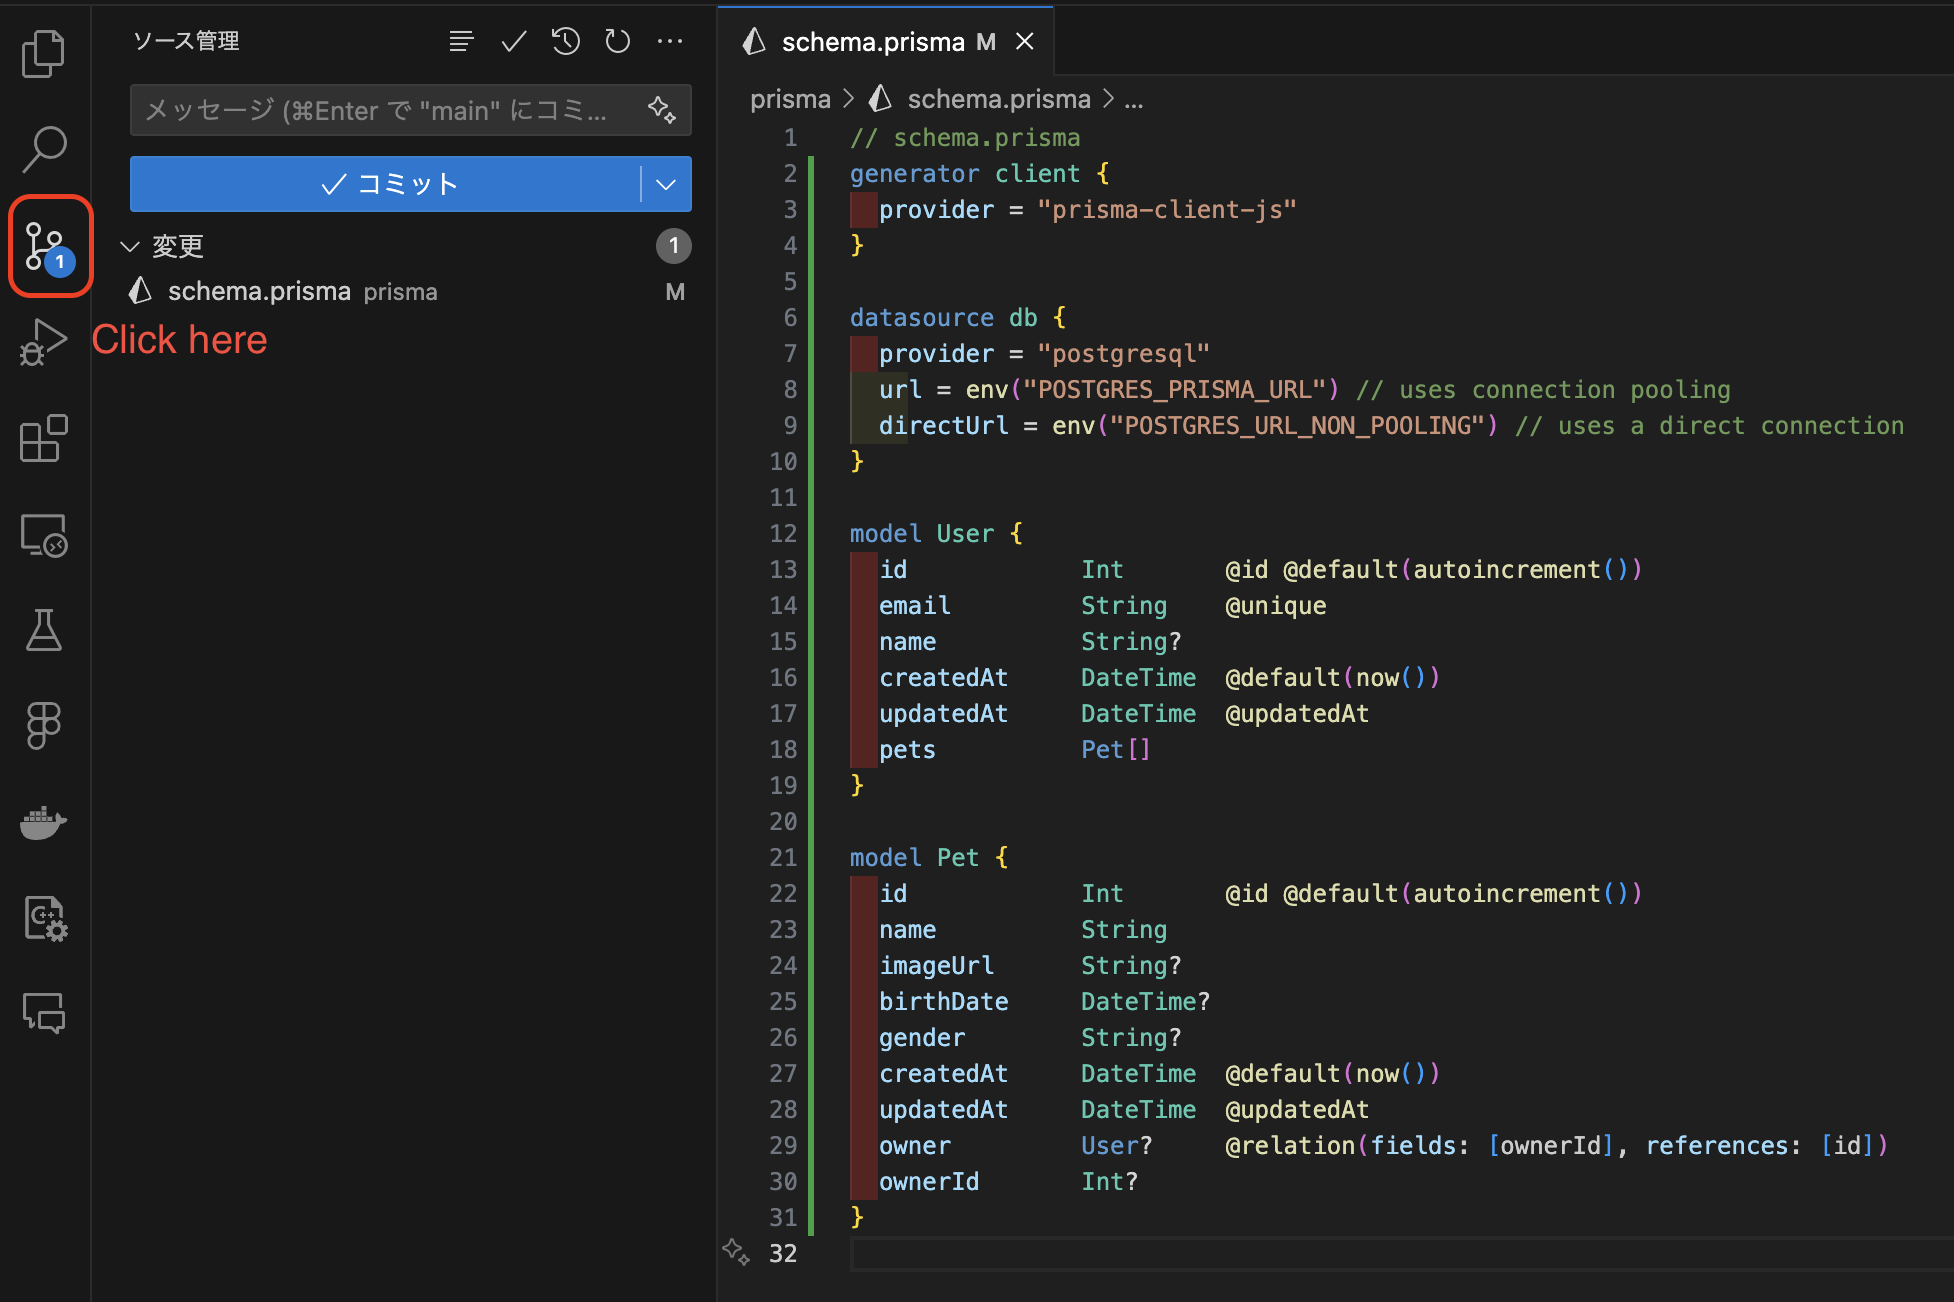 ソース管理
メッセージ (⌘Enter で "main" にコミ...
コミット
変更 1
schema.prisma prisma M
1
Click here
C++
schema.prisma M
prisma > schema.prisma > ...
1 // schema.prisma
2 generator client {
3 provider = "prisma-client-js"
4 }
5
6 datasource db {
7 provider = "postgresql"
8 url = env("POSTGRES_PRISMA_URL") // uses connection pooling
9 directUrl = env("POSTGRES_URL_NON_POOLING") // uses a direct connection
10 }
11
12 model User {
13 id Int @id @default(autoincrement())
14 email String @unique
15 name String?
16 createdAt DateTime @default(now())
17 updatedAt DateTime @updatedAt
18 pets Pet[]
19 }
20
21 model Pet {
22 id Int @id @default(autoincrement())
23 name String
24 imageUrl String?
25 birthDate DateTime?
26 gender String?
27 createdAt DateTime @default(now())
28 updatedAt DateTime @updatedAt
29 owner User? @relation(fields: [ownerId], references: [id])
30 ownerId Int?
31 }
32